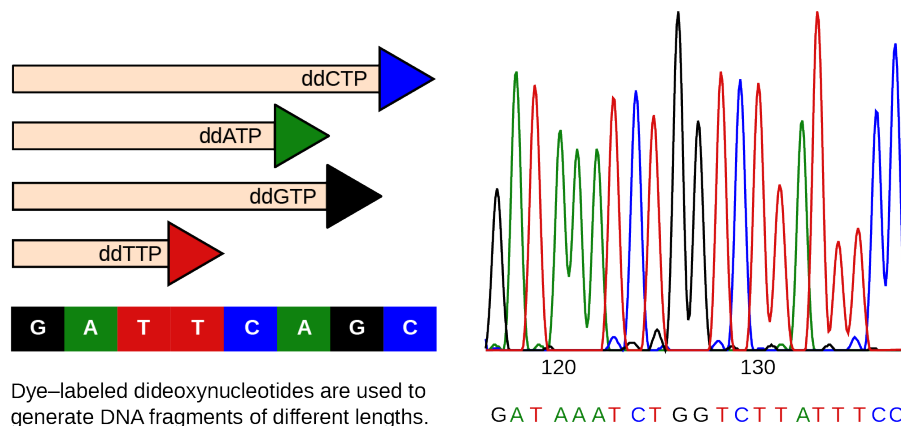 ddCTP
ddATP
ddGTP
ddTTP
G A T T C A G C
Dye–labeled dideoxynucleotides are used to
generate DNA fragments of different lengths.
120 130
GAT AAATCT GGTCTTATTTCC